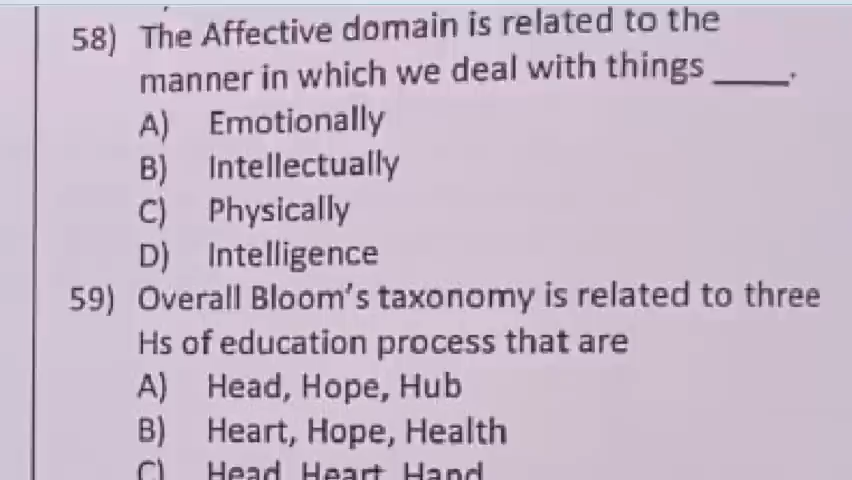 58) The Affective domain is related to the
manner in which we deal with things ____.
A) Emotionally
B) Intellectually
C) Physically
D) Intelligence
59) Overall Bloom's taxonomy is related to three
Hs of education process that are
A) Head, Hope, Hub
B) Heart, Hope, Health
C) Head, Heart, Hand